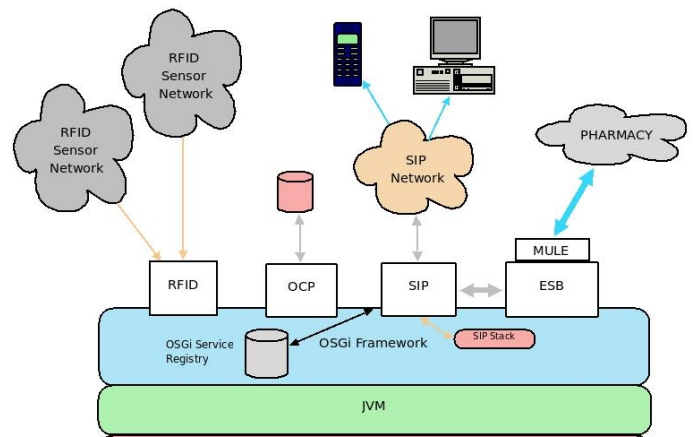 RFID
Sensor
Network
RFID
Sensor
Network
SIP
Network
PHARMACY
MULE
RFID
OCP
SIP
ESB
OSGi Service
Registry
OSGi Framework
SIP Stack
JVM